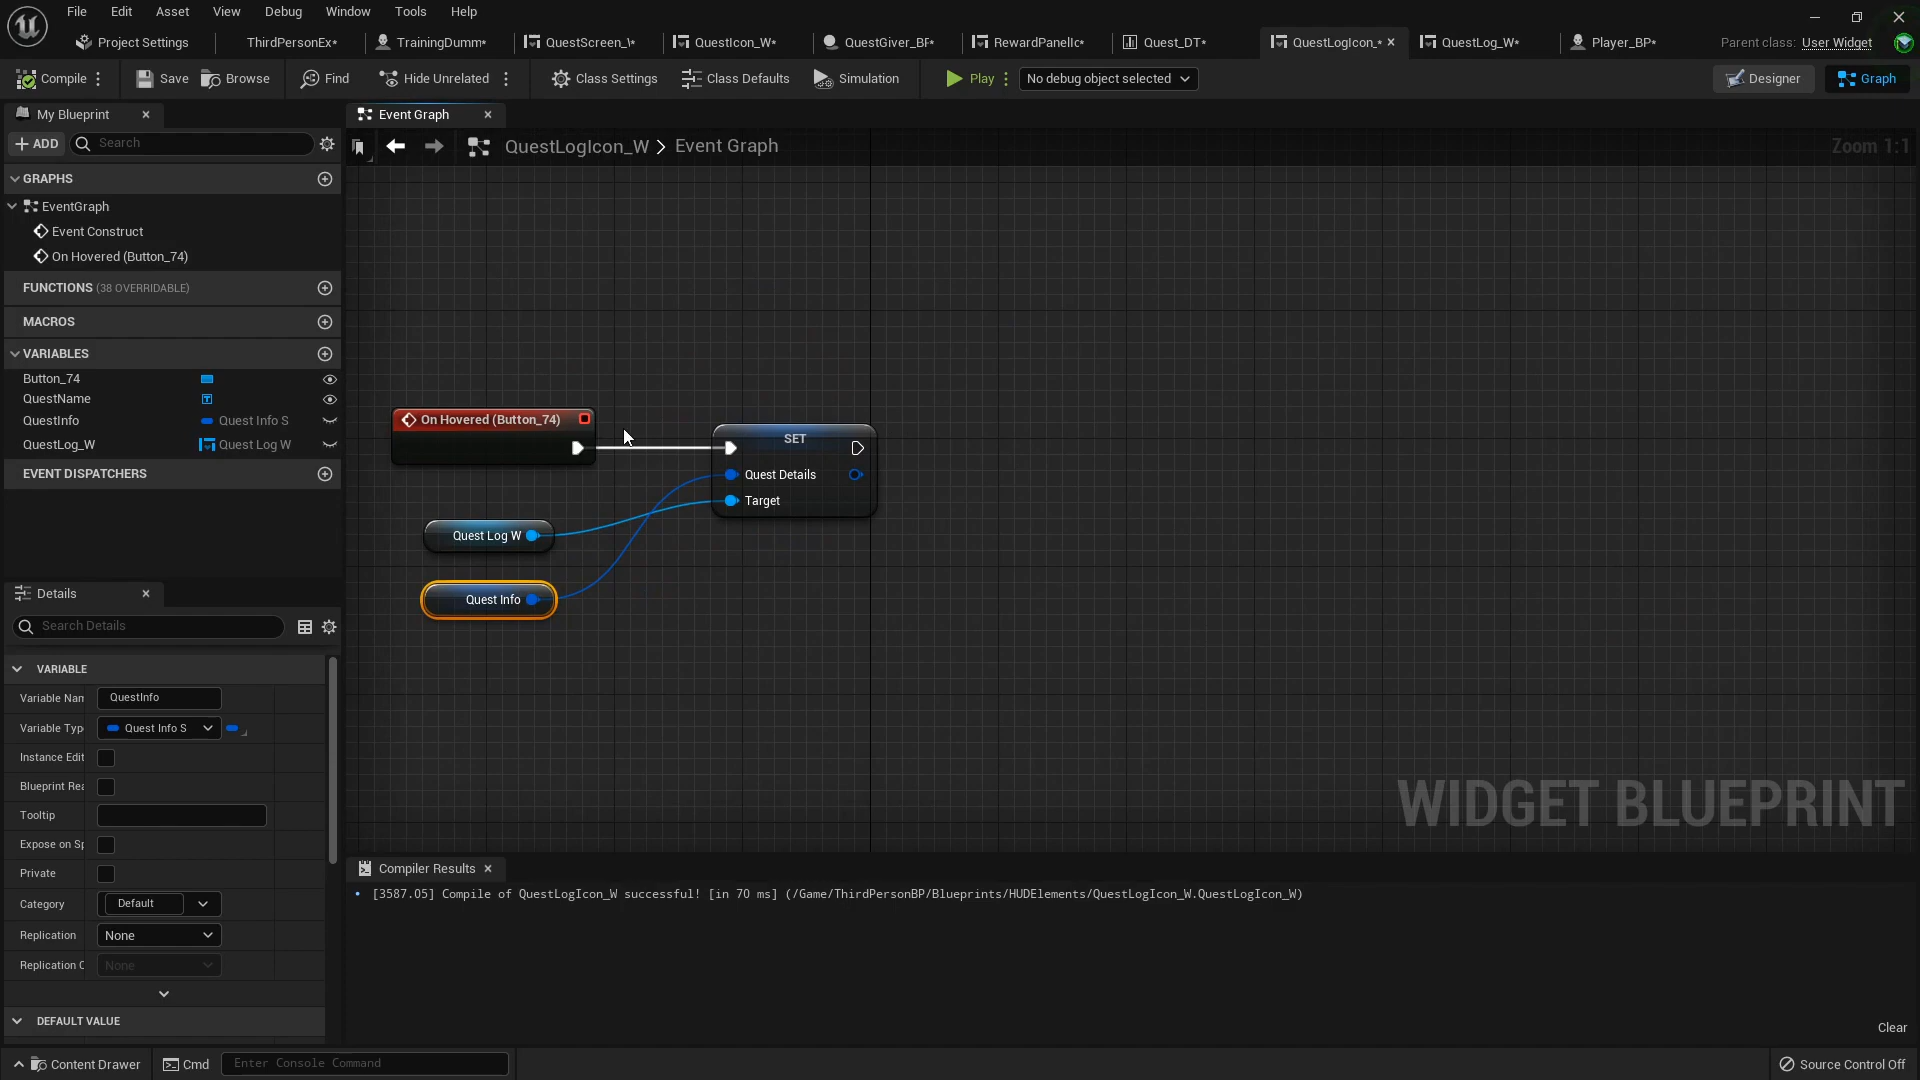 File Edit Asset View Debug Window Tools Help
Project Settings ThirdPersonEx* TrainingDumm* QuestScreen_\* QuestIcon_W* QuestGiver_BP* RewardPanelIc* Quest_DT* QuestLogIcon_* QuestLog_W* Player_BP* Parent class: User Widget
Compile Save Browse Find Hide Unrelated Class Settings Class Defaults Simulation Play No debug object selected Designer Graph
My Blueprint Event Graph
ADD Search QuestLogIcon_W > Event Graph Zoom 1:1
GRAPHS
EventGraph
Event Construct
On Hovered (Button_74)
FUNCTIONS (38 OVERRIDABLE)
MACROS
VARIABLES
Button_74
QuestName
QuestInfo Quest Info S
QuestLog_W Quest Log W
EVENT DISPATCHERS
On Hovered (Button_74)
SET
Quest Details
Target
Quest Log W
Quest Info
WIDGET BLUEPRINT
Details
Search Details
VARIABLE
Variable Nam QuestInfo
Variable Typ Quest Info S
Instance Edit
Blueprint Rea
Tooltip
Expose on Sp
Private
Category Default
Replication None
Replication C None
DEFAULT VALUE
Compiler Results
• [3587.05] Compile of QuestLogIcon_W successful! [in 70 ms] (/Game/ThirdPersonBP/Blueprints/HUDElements/QuestLogIcon_W.QuestLogIcon_W)
Clear
Content Drawer Cmd Enter Console Command Source Control Off